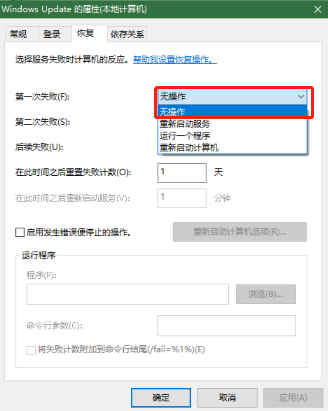 Windows Update 的属性(本地计算机)
常规 登录 恢复 依存关系
选择服务失败时计算机的反应。帮助我设置恢复操作。
第一次失败(F): 无操作
无操作
第二次失败(S): 重新启动服务
运行一个程序
后续失败(U): 重新启动计算机
在此时间之后重置失败计数(O): 1 天
在此时间之后重新启动服务(V): 1 分钟
启用发生错误便停止的操作。 重新启动计算机选项(R)...
运行程序
程序(P):
浏览(B)...
命令行参数(C):
将失败计数附加到命令行结尾(/fail=%1%)(E)
确定 取消 应用(A)